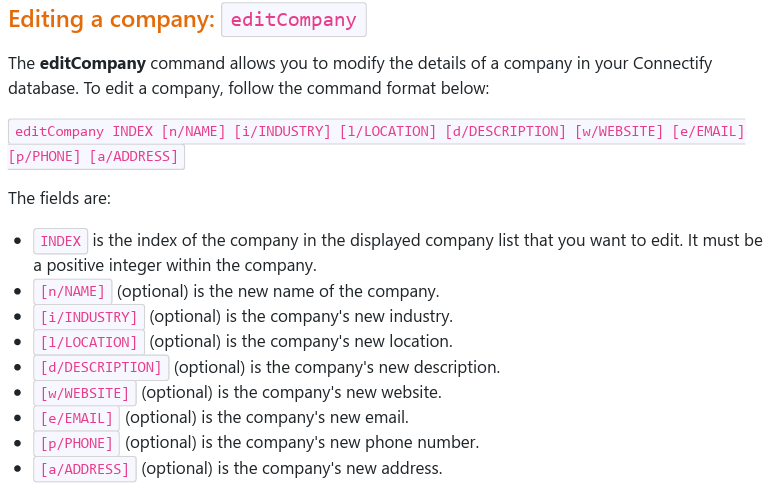 Editing a company: editCompany
The editCompany command allows you to modify the details of a company in your Connectify
database. To edit a company, follow the command format below:
editCompany INDEX [n/NAME] [i/INDUSTRY] [l/LOCATION] [d/DESCRIPTION] [w/WEBSITE] [e/EMAIL]
[p/PHONE] [a/ADDRESS]
The fields are:
• INDEX is the index of the company in the displayed company list that you want to edit. It must be
a positive integer within the company.
• [n/NAME] (optional) is the new name of the company.
• [i/INDUSTRY] (optional) is the company's new industry.
• [l/LOCATION] (optional) is the company's new location.
• [d/DESCRIPTION] (optional) is the company's new description.
• [w/WEBSITE] (optional) is the company's new website.
• [e/EMAIL] (optional) is the company's new email.
• [p/PHONE] (optional) is the company's new phone number.
• [a/ADDRESS] (optional) is the company's new address.